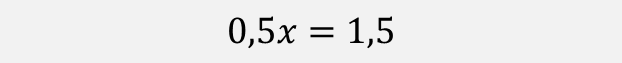 0,5x = 1,5